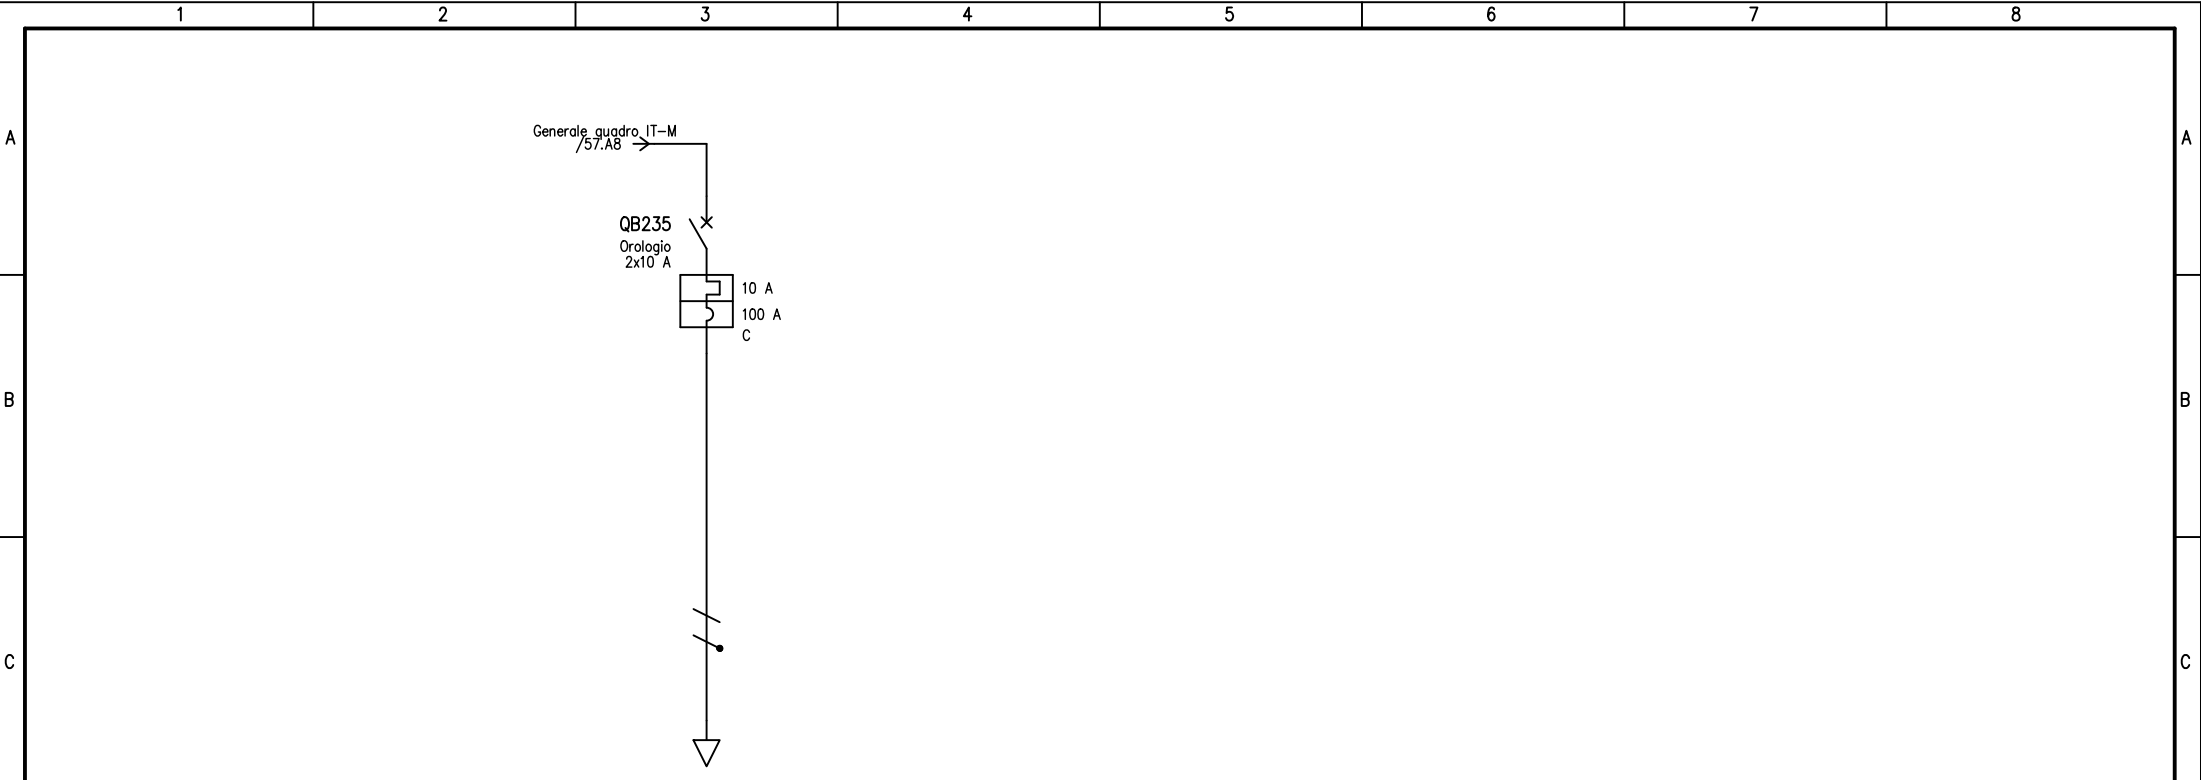 1 2 3 4 5 6 7 8
A A
Generale quadro IT-M
/57.A8
QB235
Orologio
2x10 A
10 A
100 A
C
B B
C C